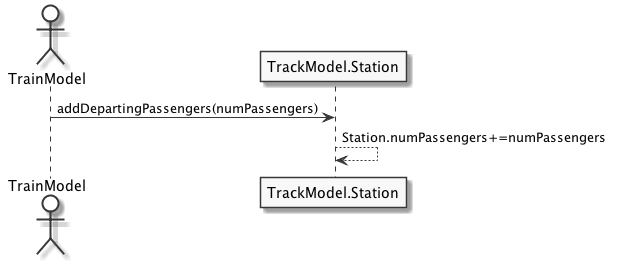 TrainModel
TrackModel.Station
addDepartingPassengers(numPassengers)
Station.numPassengers+=numPassengers
TrainModel
TrackModel.Station